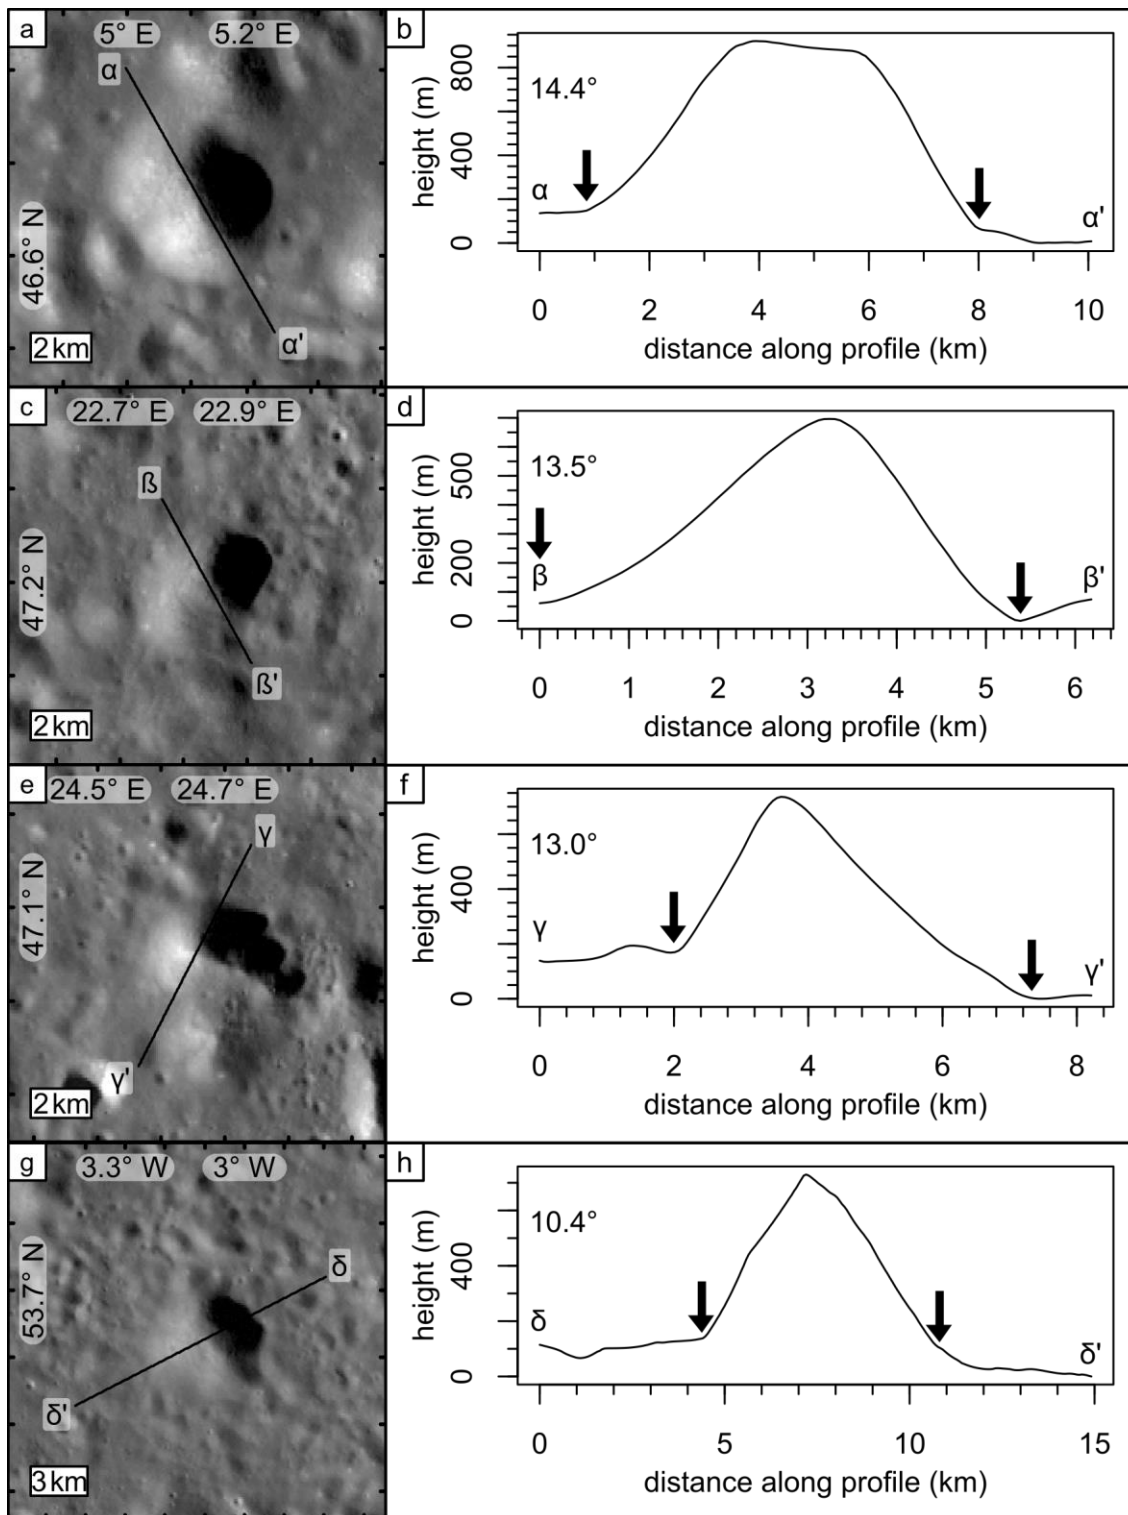 a
5° E
5.2° E
α
46.6° N
2 km
α'
b
14.4°
height (m)
800
400
0
α
α'
0 2 4 6 8 10
distance along profile (km)
c
22.7° E
22.9° E
ß
47.2° N
2 km
ß'
d
13.5°
height (m)
500
200
0
β
β'
0 1 2 3 4 5 6
distance along profile (km)
e
24.5° E
24.7° E
γ
47.1° N
γ'
2 km
f
13.0°
height (m)
400
0
γ
γ'
0 2 4 6 8
distance along profile (km)
g
3.3° W
3° W
δ
53.7° N
δ'
3 km
h
10.4°
height (m)
400
0
δ
δ'
0 5 10 15
distance along profile (km)